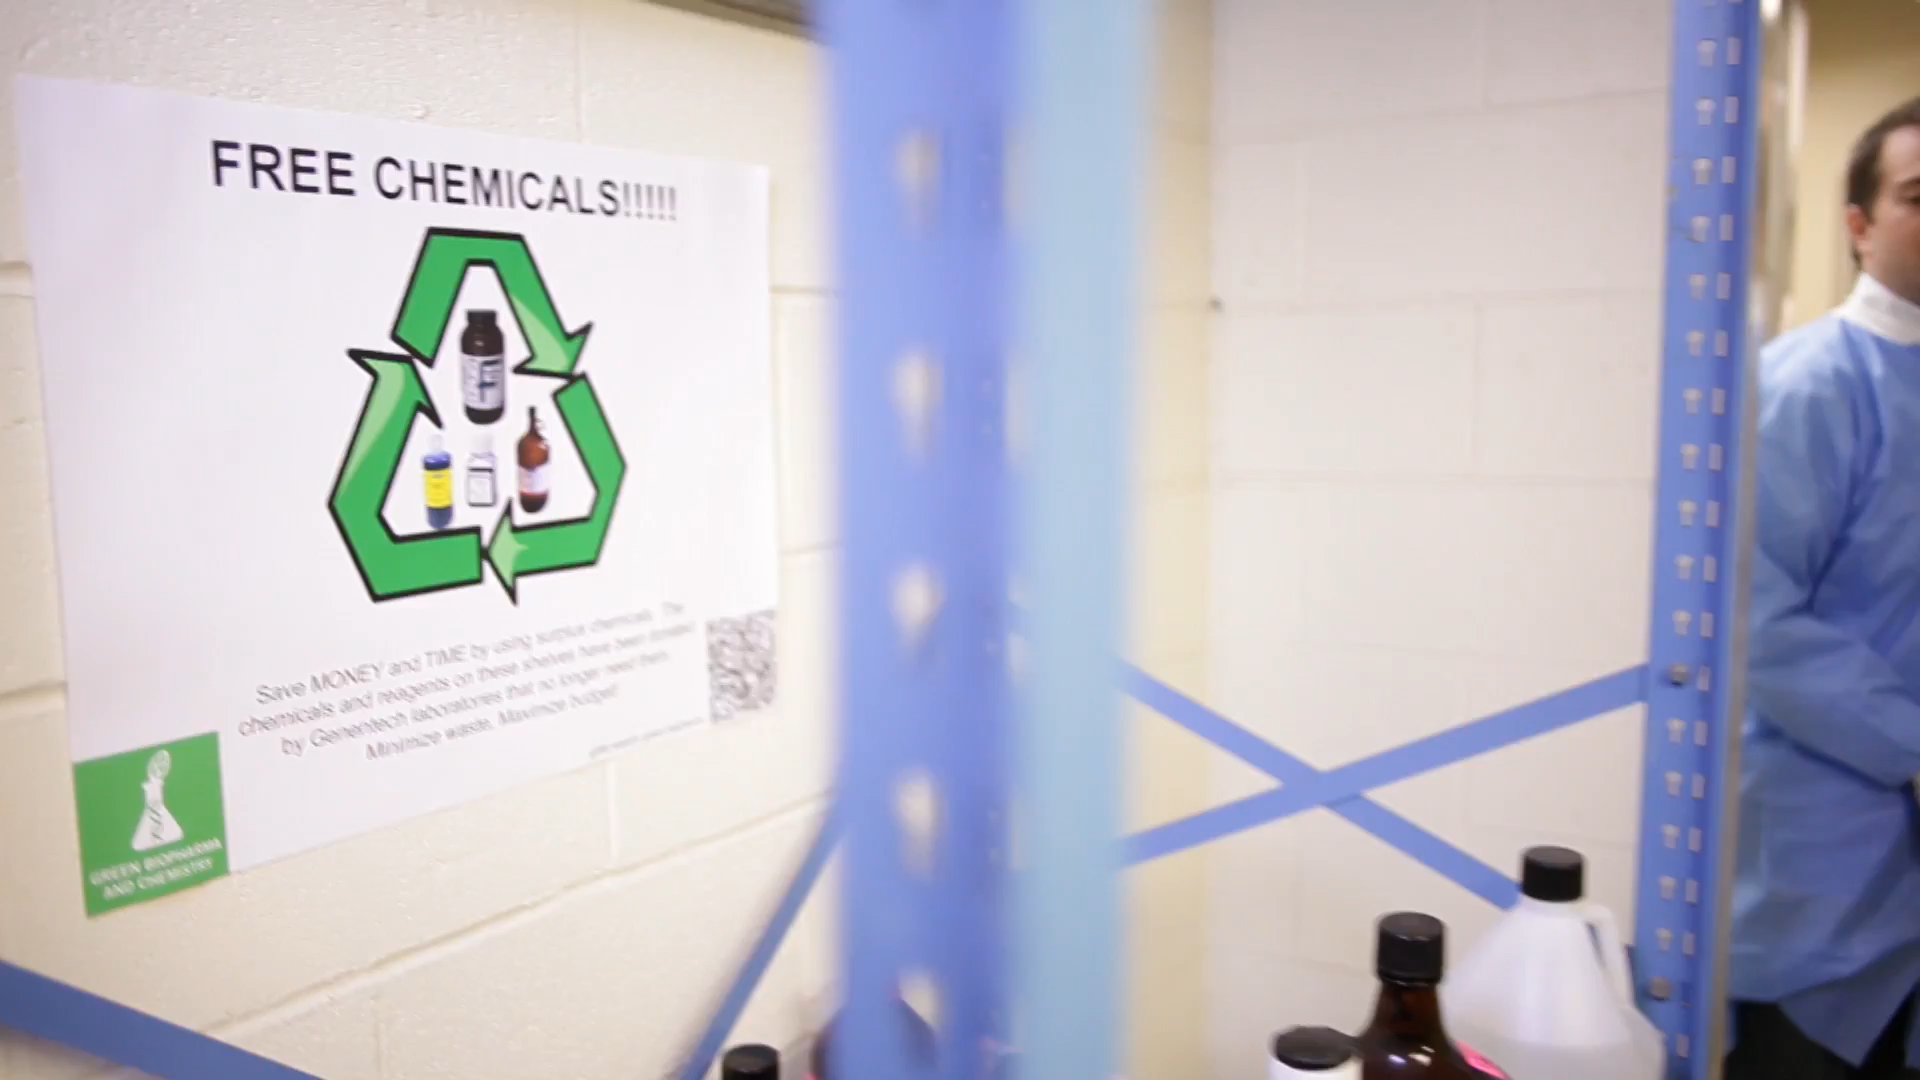 FREE CHEMICALS!!!!!
Save MONEY and TIME by using surplus chemicals. The
chemicals and reagents on these shelves have been donated
by Genentech laboratories that no longer need them.
Minimize waste. Maximize budget!
GREEN BIOPHARMA
AND CHEMISTRY